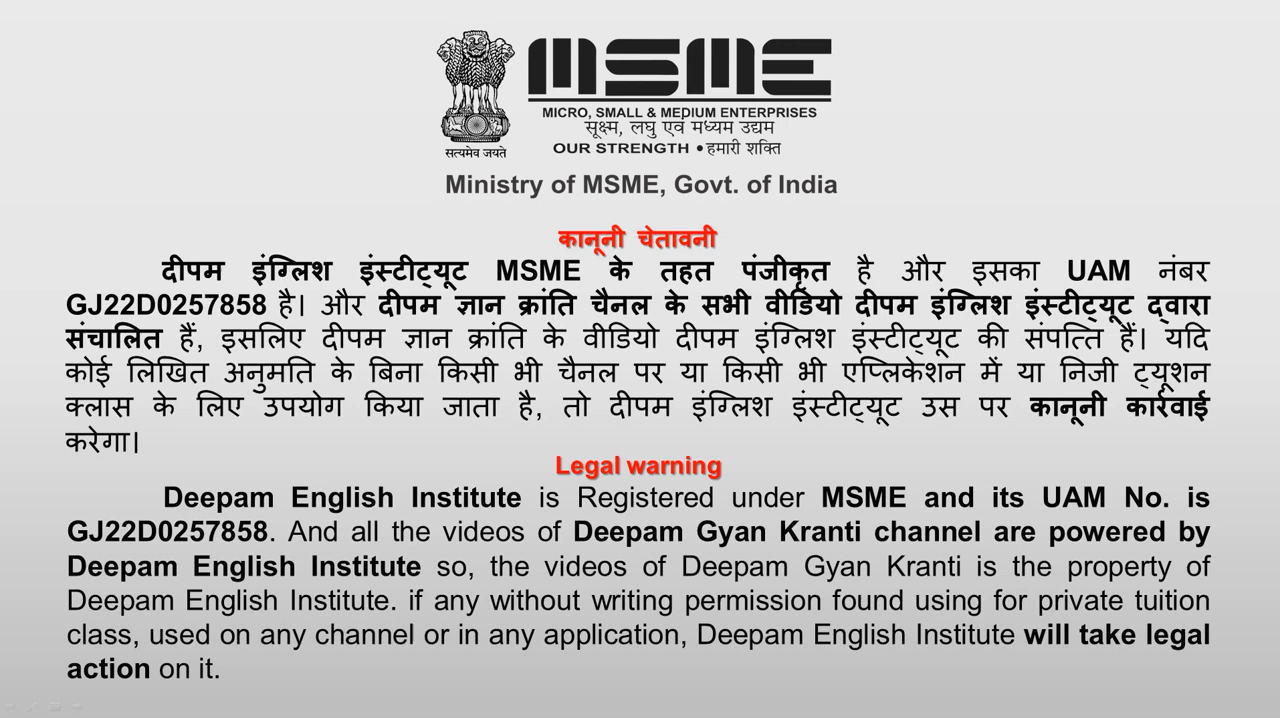 MSME
MICRO, SMALL & MEDIUM ENTERPRISES
सूक्ष्म, लघु एवं मध्यम उद्यम
OUR STRENGTH • हमारी शक्ति
सत्यमेव जयते
Ministry of MSME, Govt. of India
कानूनी चेतावनी
दीपम इंग्लिश इंस्टीट्यूट MSME के तहत पंजीकृत है और इसका UAM नंबर
GJ22D0257858 है। और दीपम ज्ञान क्रांति चैनल के सभी वीडियो दीपम इंग्लिश इंस्टीट्यूट द्वारा
संचालित हैं, इसलिए दीपम ज्ञान क्रांति के वीडियो दीपम इंग्लिश इंस्टीट्यूट की संपत्ति हैं। यदि
कोई लिखित अनुमति के बिना किसी भी चैनल पर या किसी भी एप्लिकेशन में या निजी ट्यूशन
क्लास के लिए उपयोग किया जाता है, तो दीपम इंग्लिश इंस्टीट्यूट उस पर कानूनी कार्रवाई
करेगा।
Legal warning
Deepam English Institute is Registered under MSME and its UAM No. is
GJ22D0257858. And all the videos of Deepam Gyan Kranti channel are powered by
Deepam English Institute so, the videos of Deepam Gyan Kranti is the property of
Deepam English Institute. if any without writing permission found using for private tuition
class, used on any channel or in any application, Deepam English Institute will take legal
action on it.